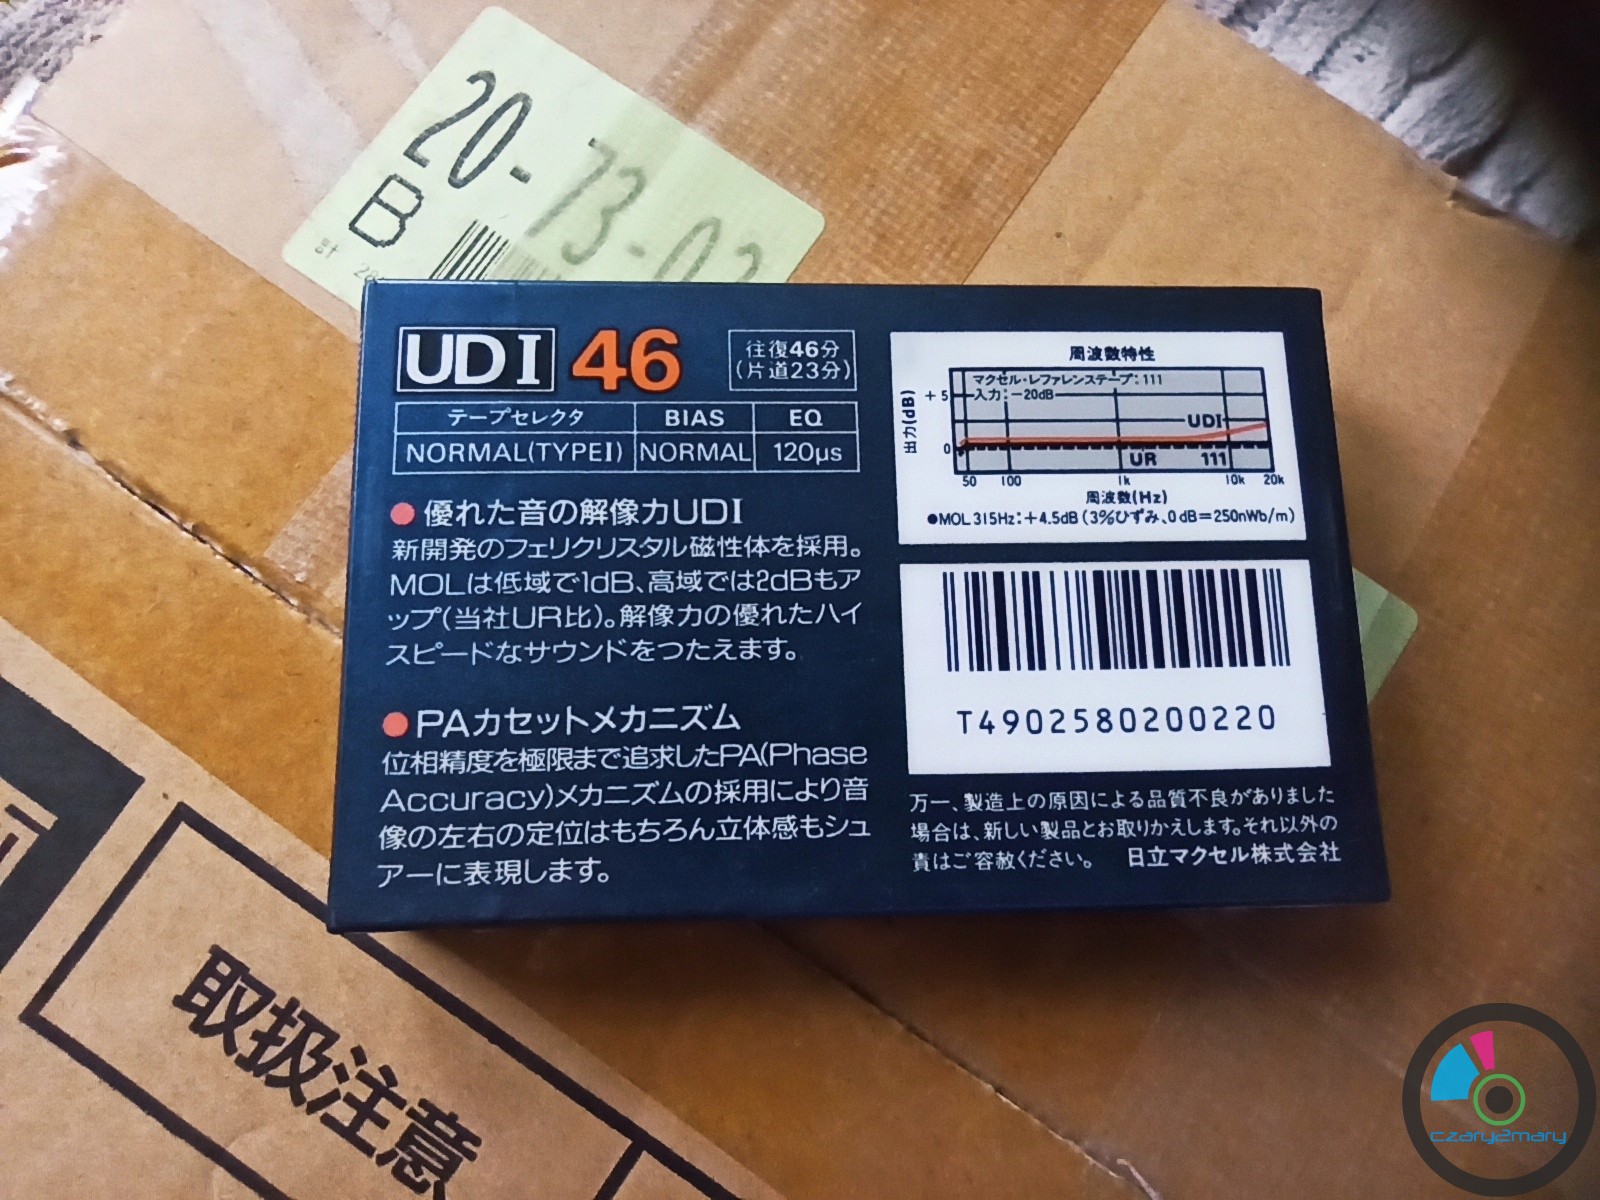 20-73-02
B
計 28
UDI 46
往復46分
(片道23分)
テープセレクタ BIAS EQ
NORMAL(TYPEI) NORMAL 120μs
●優れた音の解像力UDI
新開発のフェリクリスタル磁性体を採用。
MOLは低域で1dB、高域では2dBもア
ップ(当社UR比)。解像力の優れたハイ
スピードなサウンドをつたえます。
●PAカセットメカニズム
位相精度を極限まで追求したPA(Phase
Accuracy)メカニズムの採用により音
像の左右の定位はもちろん立体感もシュ
アーに表現します。
周波数特性
マクセル・レファレンステープ:111
入力:-20dB
出力(dB)
+5
0
UDI
UR 111
50 100 1k 10k 20k
周波数(Hz)
●MOL 315Hz:+4.5dB (3%ひずみ、0dB=250nWb/m)
T4902580200220
万一、製造上の原因による品質不良がありました
場合は、新しい製品とお取りかえします。それ以外の
責はご容赦ください。 日立マクセル株式会社
取扱注意
czary2mary